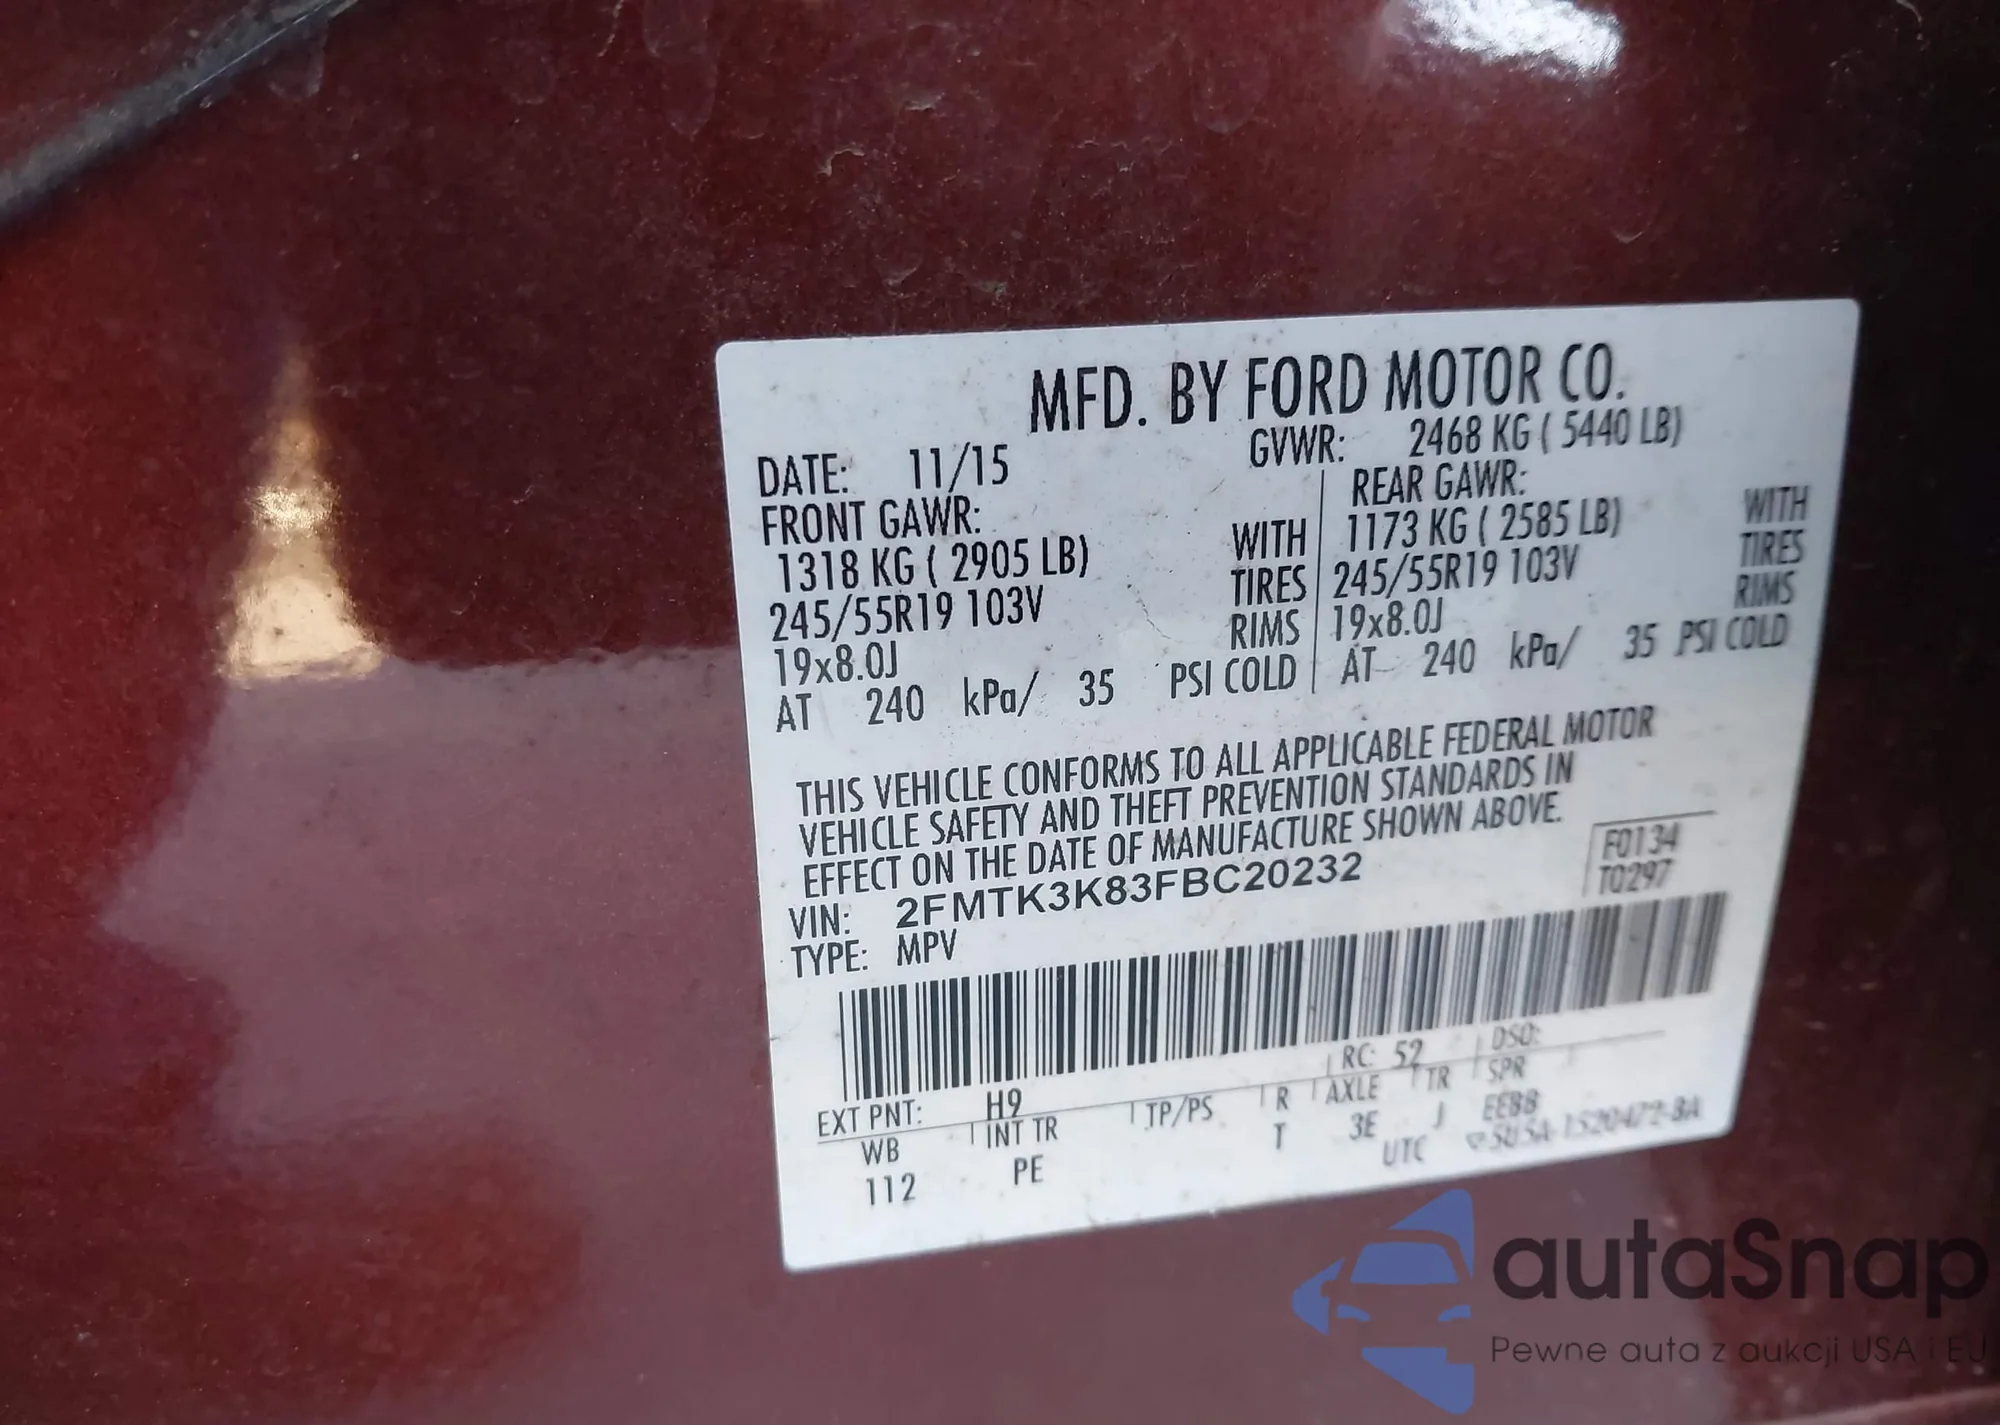 MFD. BY FORD MOTOR CO.
DATE: 11/15 GVWR: 2468 KG ( 5440 LB)
FRONT GAWR: REAR GAWR:
1318 KG ( 2905 LB) WITH 1173 KG ( 2585 LB) WITH
245/55R19 103V TIRES 245/55R19 103V TIRES
19x8.0J RIMS 19x8.0J RIMS
AT 240 kPa/ 35 PSI COLD AT 240 kPa/ 35 PSI COLD
THIS VEHICLE CONFORMS TO ALL APPLICABLE FEDERAL MOTOR
VEHICLE SAFETY AND THEFT PREVENTION STANDARDS IN
EFFECT ON THE DATE OF MANUFACTURE SHOWN ABOVE.
F0134
T0297
VIN: 2FMTK3K83FBC20232
TYPE: MPV
EXT PNT: H9 RC: 52 DSO:
WB INT TR TP/PS R AXLE TR SPR
112 PE T 3E J EEBB
UTC
autaSnap
Pewne auta z aukcji USA i EU